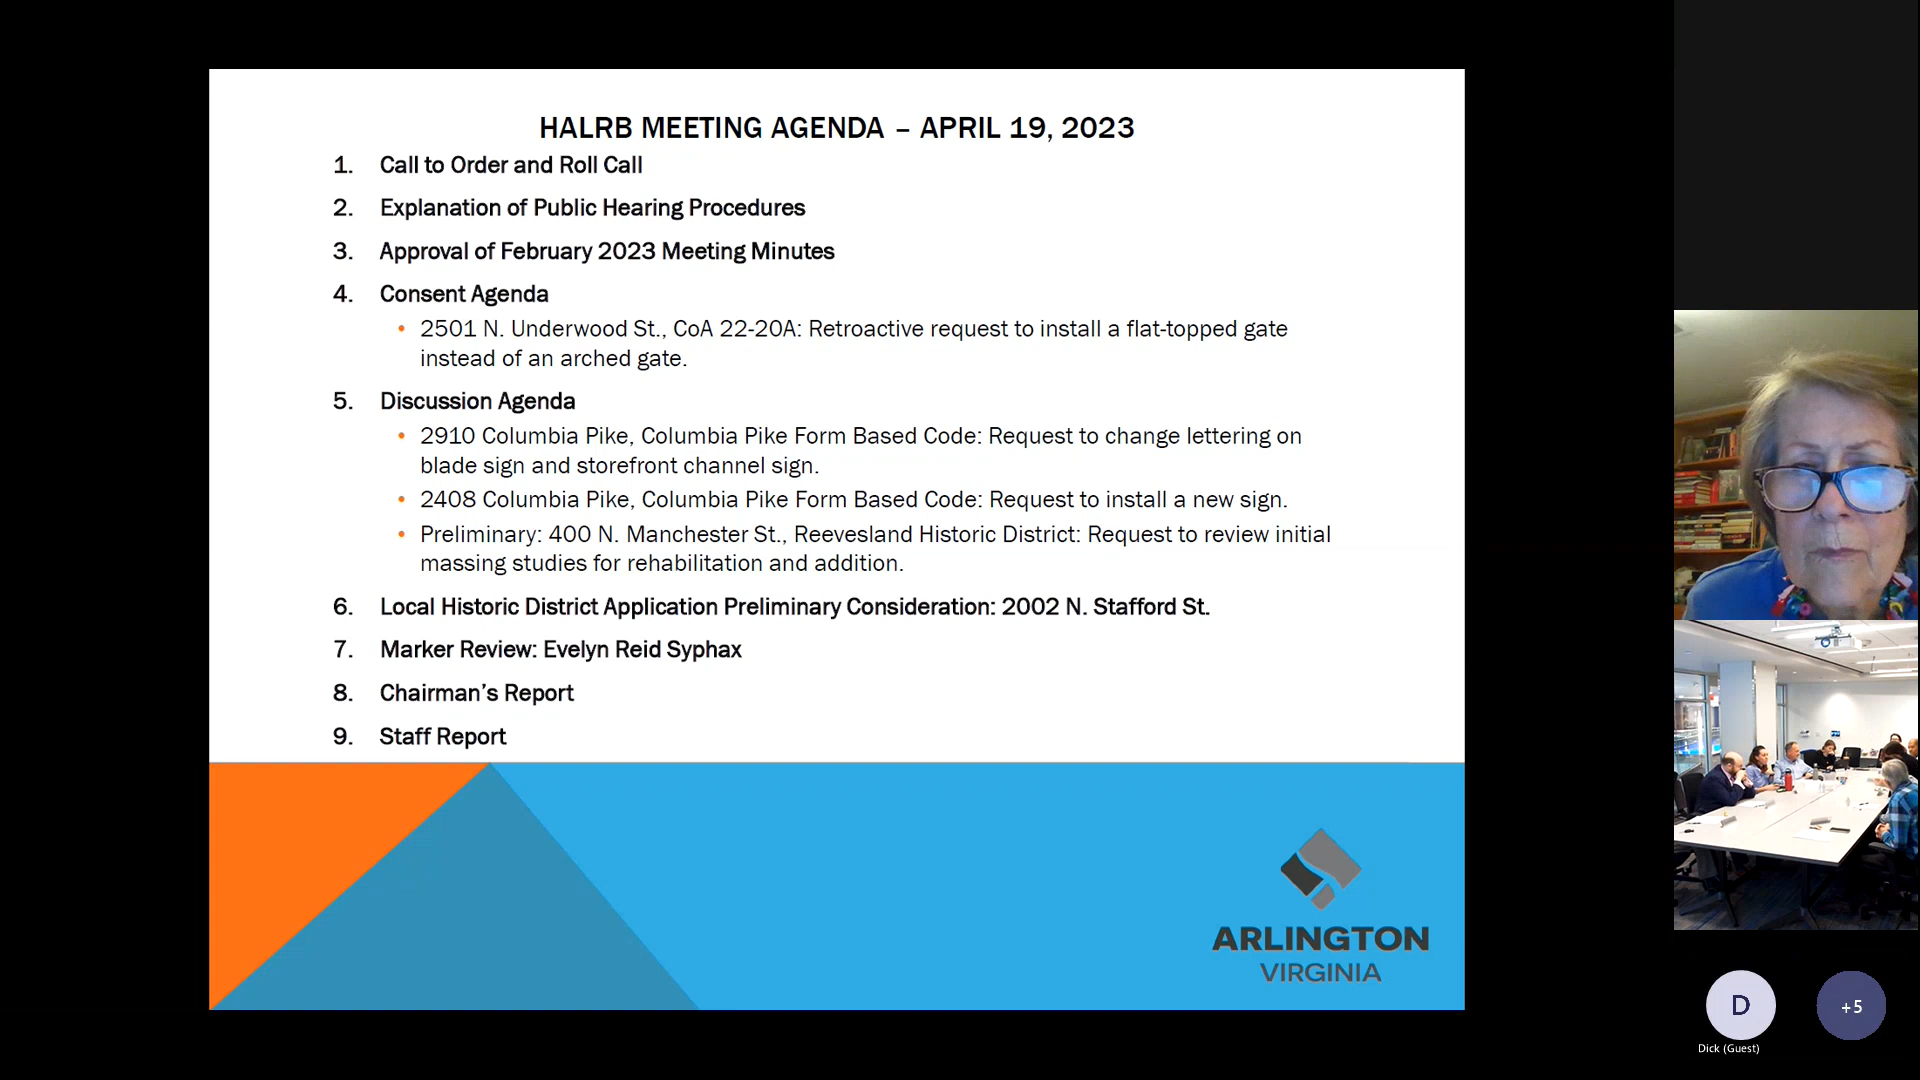 HALRB MEETING AGENDA – APRIL 19, 2023
1. Call to Order and Roll Call
2. Explanation of Public Hearing Procedures
3. Approval of February 2023 Meeting Minutes
4. Consent Agenda
• 2501 N. Underwood St., CoA 22-20A: Retroactive request to install a flat-topped gate
instead of an arched gate.
5. Discussion Agenda
• 2910 Columbia Pike, Columbia Pike Form Based Code: Request to change lettering on
blade sign and storefront channel sign.
• 2408 Columbia Pike, Columbia Pike Form Based Code: Request to install a new sign.
• Preliminary: 400 N. Manchester St., Reevesland Historic District: Request to review initial
massing studies for rehabilitation and addition.
6. Local Historic District Application Preliminary Consideration: 2002 N. Stafford St.
7. Marker Review: Evelyn Reid Syphax
8. Chairman’s Report
9. Staff Report
ARLINGTON
VIRGINIA
D
+5
Dick (Guest)